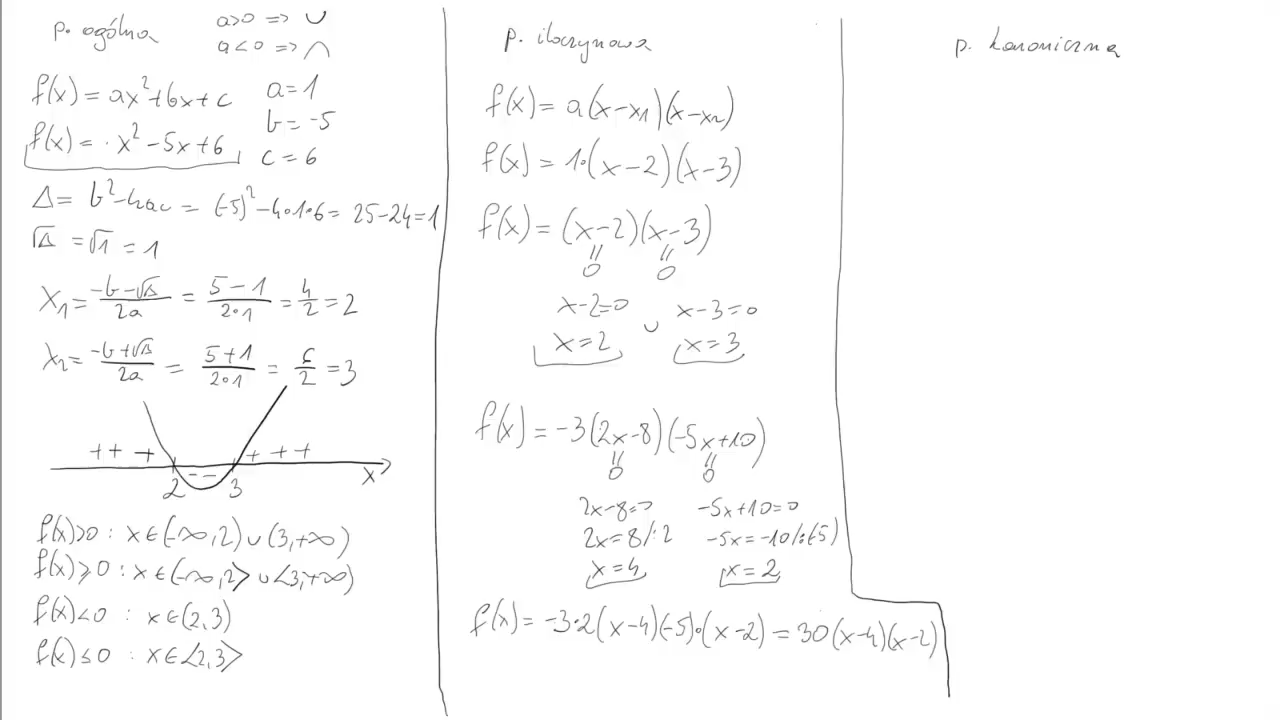 p. ogólna
a>0 => ∪
a<0 => ∩
f(x) = ax²+bx+c
a=1
f(x) = x² - 5x + 6
b = -5
c = 6
Δ = b²-4ac = (-5)² - 4·1·6 = 25-24=1
√Δ = √1 = 1
x₁ = (-b-√Δ)/2a = (5-1)/(2·1) = 4/2 = 2
x₂ = (-b+√Δ)/2a = (5+1)/(2·1) = 6/2 = 3
+ + + + + +
- -
2 3 x
f(x)>0 : x∈(-∞,2)∪(3,+∞)
f(x)≥0 : x∈(-∞,2>∪<3,+∞)
f(x)<0 : x∈(2,3)
f(x)≤0 : x∈<2,3>
p. iloczynowa
f(x) = a(x-x₁)(x-x₂)
f(x) = 1·(x-2)(x-3)
f(x) = (x-2)(x-3)
= =
0 0
x-2=0 ∪ x-3=0
x=2 x=3
f(x) = -3(2x-8)(-5x+10)
= =
0 0
2x-8=0 -5x+10=0
2x=8/:2 -5x=-10/:(-5)
x=4 x=2
f(x) = -3·2(x-4)(-5)·(x-2) = 30(x-4)(x-2)
p. kanoniczna